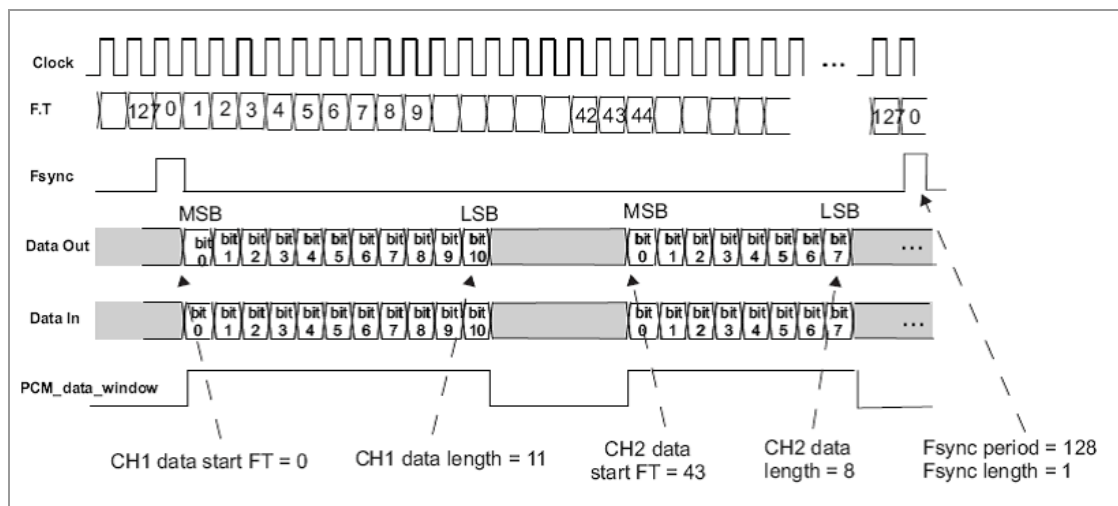 Clock
...
F.T
127 0 1 2 3 4 5 6 7 8 9 42 43 44 127 0
Fsync
MSB LSB MSB LSB
Data Out bit 0 bit 1 bit 2 bit 3 bit 4 bit 5 bit 6 bit 7 bit 8 bit 9 bit 10 bit 0 bit 1 bit 2 bit 3 bit 4 bit 5 bit 6 bit 7 ...
Data In bit 0 bit 1 bit 2 bit 3 bit 4 bit 5 bit 6 bit 7 bit 8 bit 9 bit 10 bit 0 bit 1 bit 2 bit 3 bit 4 bit 5 bit 6 bit 7 ...
PCM_data_window
CH1 data start FT = 0
CH1 data length = 11
CH2 data
start FT = 43
CH2 data
length = 8
Fsync period = 128
Fsync length = 1